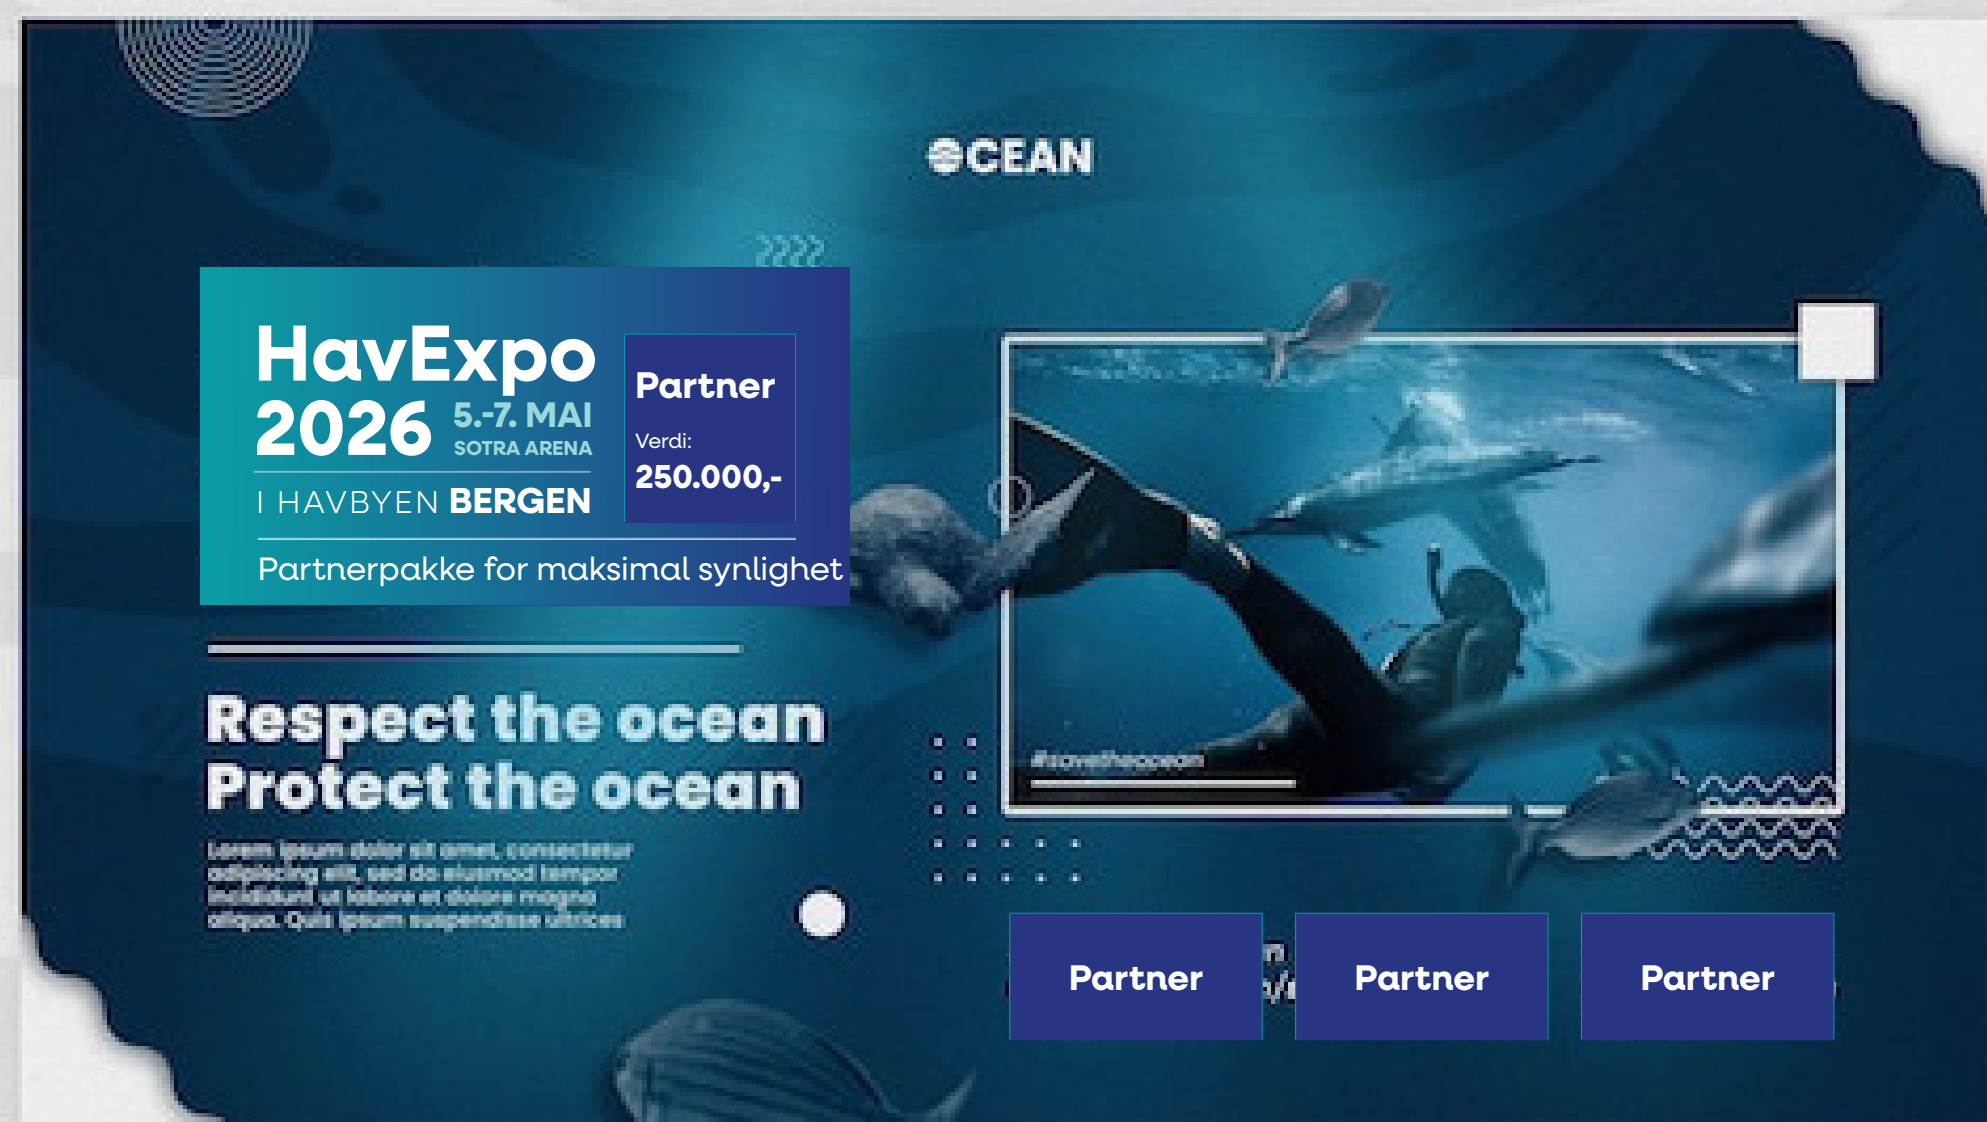 OCEAN
HavExpo
2026 5.-7. MAI
SOTRA ARENA
I HAVBYEN BERGEN
Partner
Verdi:
250.000,-
Partnerpakke for maksimal synlighet
Respect the ocean
Protect the ocean
Lorem ipsum dolor sit amet, consectetur
adipiscing elit, sed do eiusmod tempor
incididunt ut labore et dolore magna
aliqua. Quis ipsum suspendisse ultrices
#savetheocean
Partner
Partner
Partner